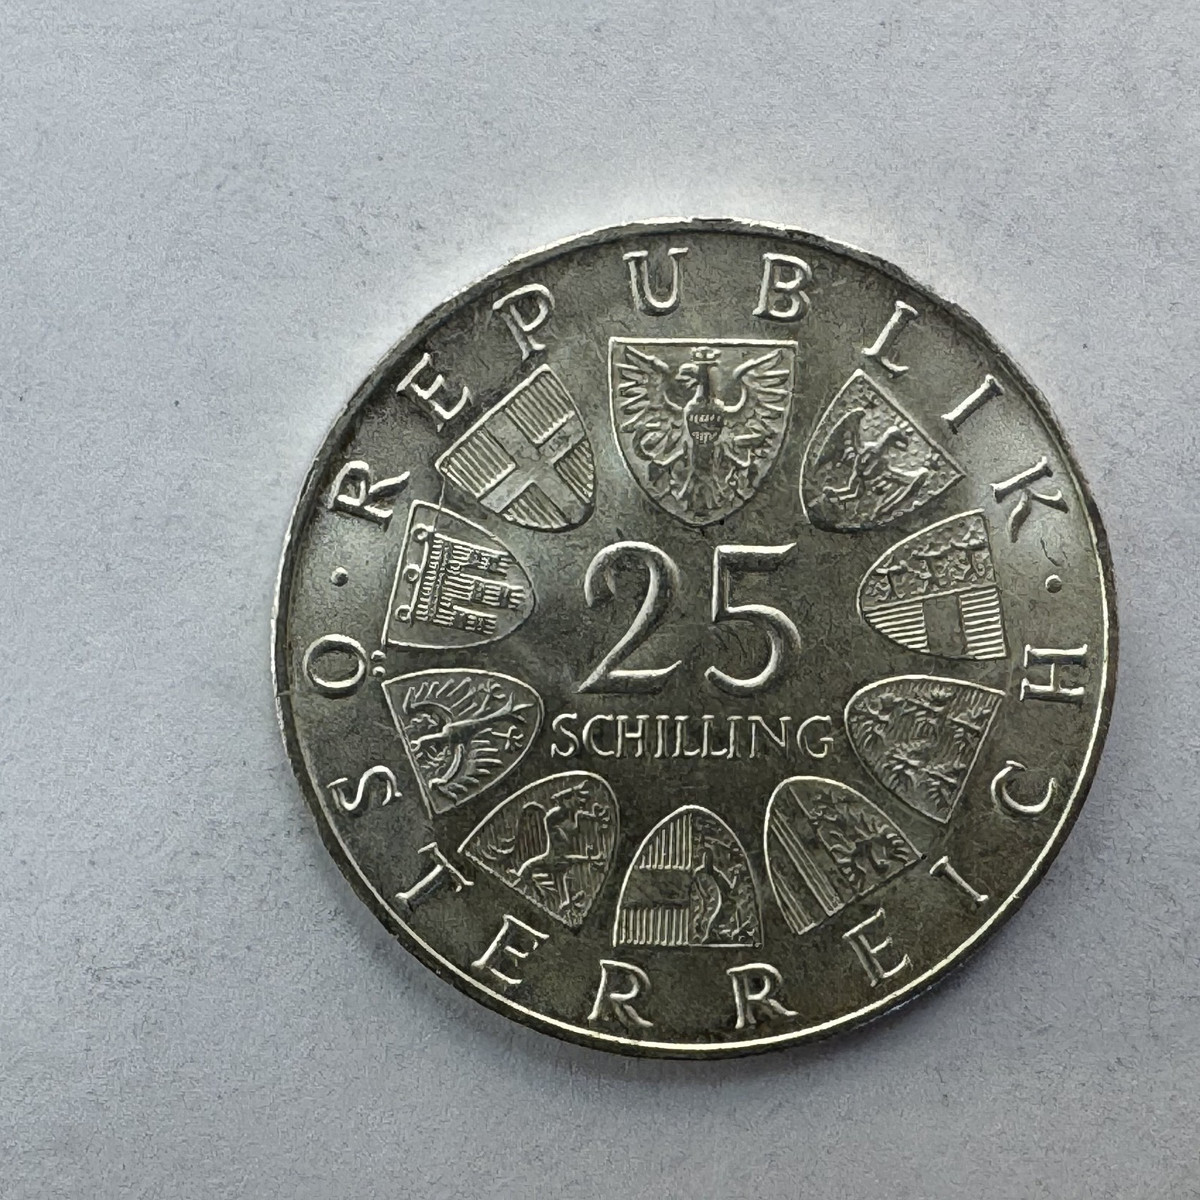 REPUBLIK · ÖSTERREICH ·
25
SCHILLING